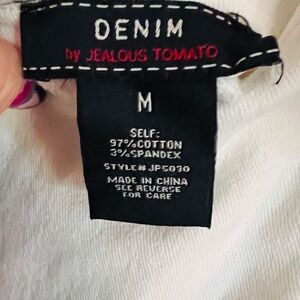 DENIM
by JEALOUS TOMATO
M
SELF:
97%COTTON
3%SPANDEX
STYLE#JP5030
MADE IN CHINA
SEE REVERSE
FOR CARE